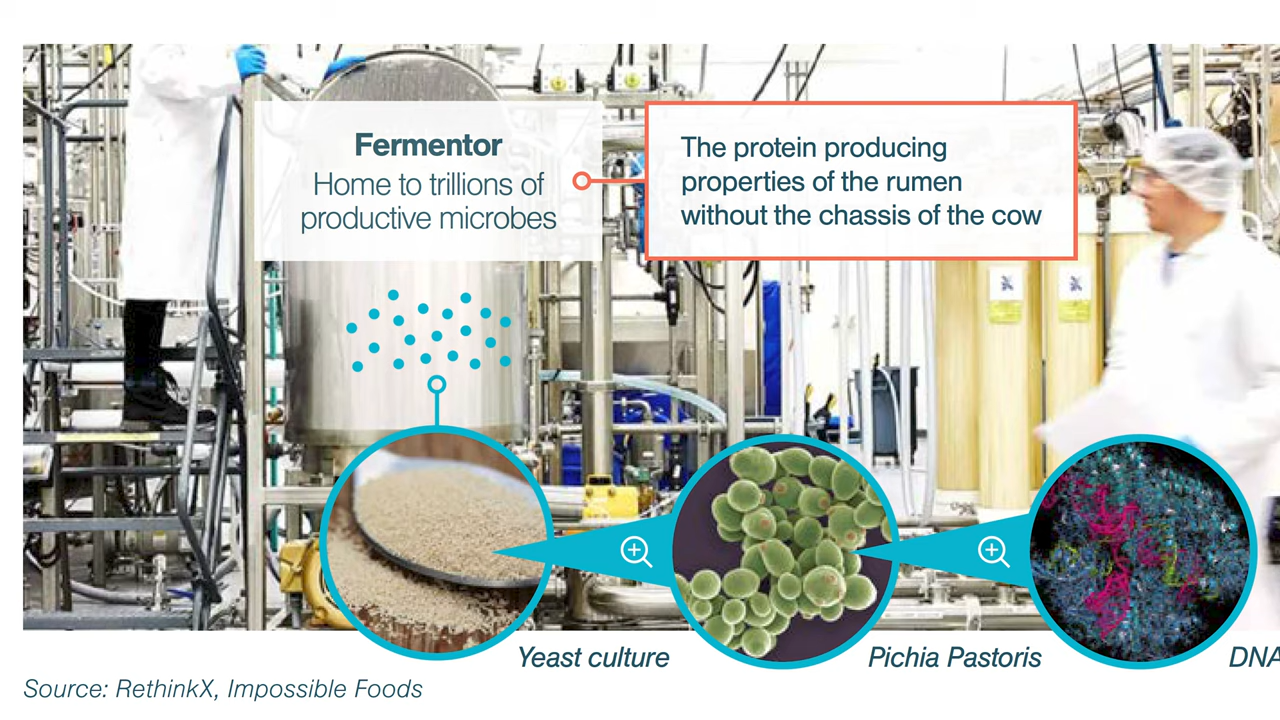 Fermentor
Home to trillions of
productive microbes
The protein producing
properties of the rumen
without the chassis of the cow
Yeast culture
Pichia Pastoris
DNA
Source: RethinkX, Impossible Foods